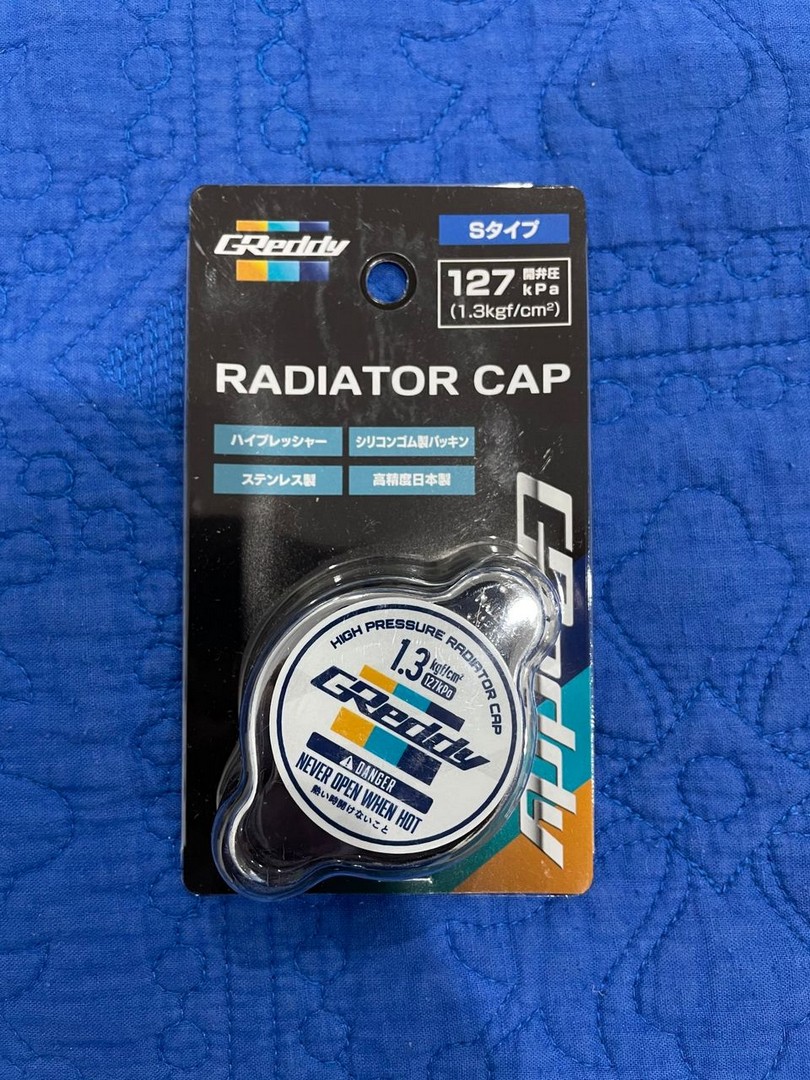 GReddy
Sタイプ
127 開弁圧 kPa
(1.3kgf/cm²)
RADIATOR CAP
ハイプレッシャー
シリコンゴム製パッキン
ステンレス製
高精度日本製
GReddy
HIGH PRESSURE RADIATOR CAP
1.3 kgf/cm²
127kPa
GReddy
⚠ DANGER
NEVER OPEN WHEN HOT
熱い時開けないこと